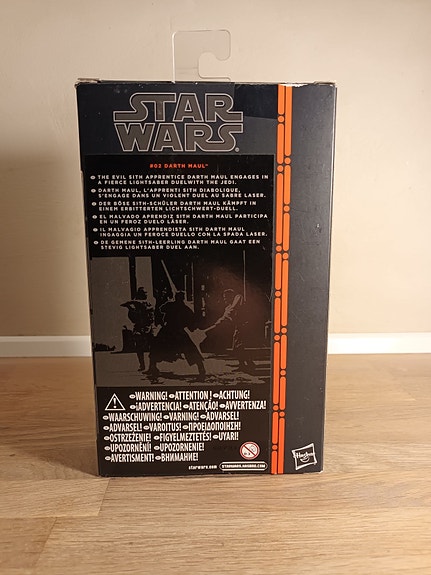 STAR
WARS
#02 DARTH MAUL™
THE EVIL SITH APPRENTICE DARTH MAUL ENGAGES IN
A FIERCE LIGHTSABER DUEL WITH THE JEDI.
DARTH MAUL, L'APPRENTI SITH DIABOLIQUE,
S'ENGAGE DANS UN VIOLENT DUEL AU SABRE LASER.
DER BÖSE SITH-SCHÜLER DARTH MAUL KÄMPFT IN
EINEM ERBITTERTEN LICHTSCHWERT-DUELL.
EL MALVADO APRENDIZ SITH DARTH MAUL PARTICIPA
EN UN FEROZ DUELO LÁSER.
IL MALVAGIO APPRENDISTA SITH DARTH MAUL
INGAGGIA UN FEROCE DUELLO CON LA SPADA LASER.
DE GEMENE SITH-LEERLING DARTH MAUL GAAT EEN
STEVIG LIGHTSABER DUEL AAN.
WARNING! ATTENTION! ACHTUNG!
¡ADVERTENCIA! ATENÇÃO! AVVERTENZA!
WAARSCHUWING! VARNING! ADVARSEL!
ADVARSEL! VAROITUS! ΠΡΟΕΙΔΟΠΟΙΗΣΗ!
OSTRZEŻENIE! FIGYELMEZTETÉS! UYARI!
UPOZORNĚNÍ! UPOZORNENIE!
AVERTISMENT! ВНИМАНИЕ!
starwars.com
STARWARS.HASBRO.COM
Hasbro